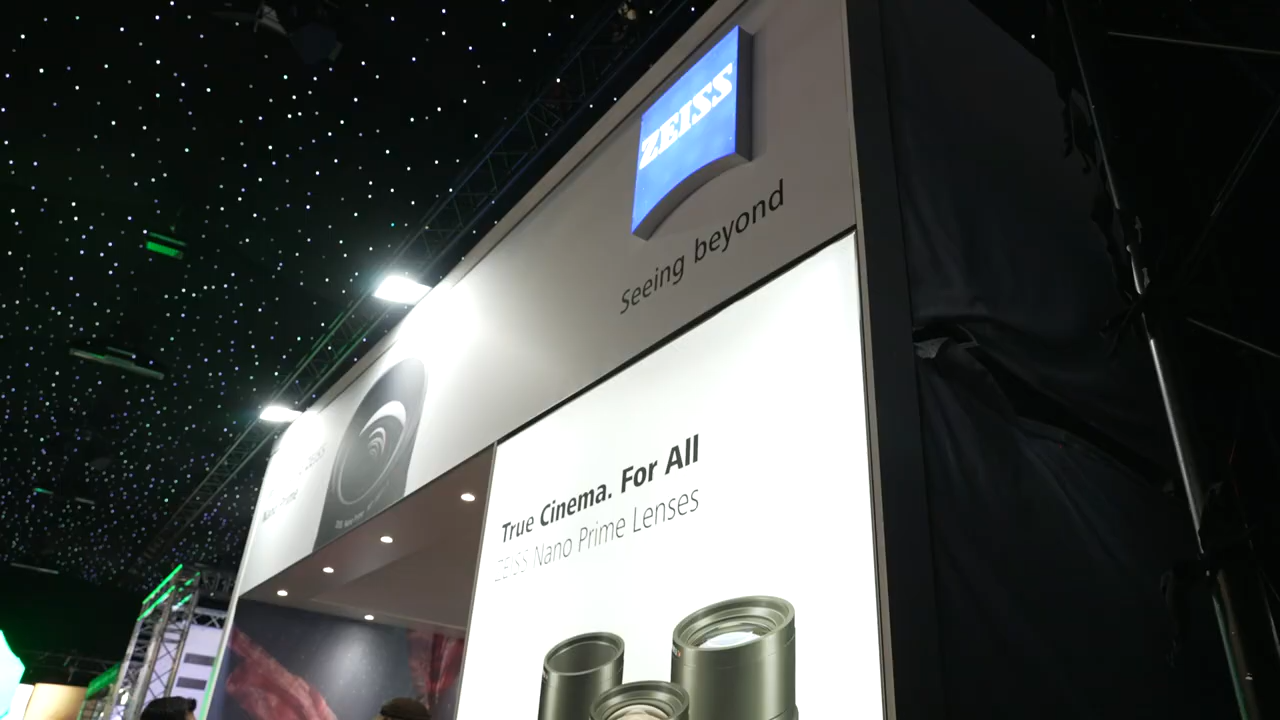 ZEISS
Seeing beyond
True Cinema. For All
ZEISS Nano Prime Lenses